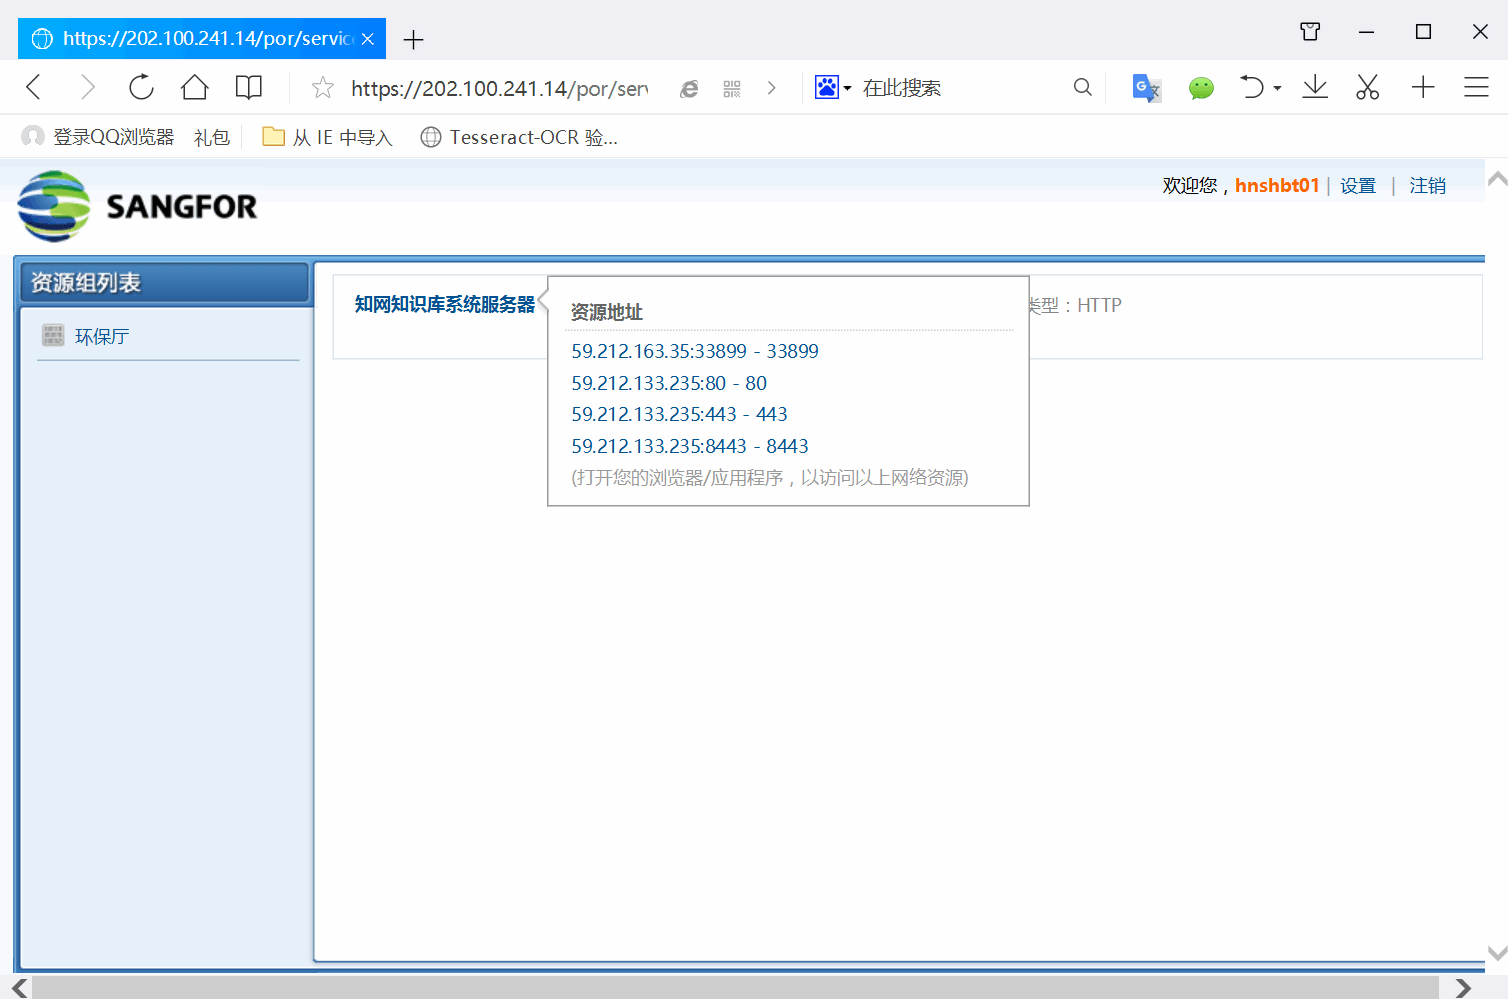 https://202.100.241.14/por/servic
https://202.100.241.14/por/serv
在此搜索
登录QQ浏览器
礼包
从 IE 中导入
Tesseract-OCR 验...
SANGFOR
欢迎您，hnshbt01 | 设置 | 注销
资源组列表
环保厅
知网知识库系统服务器
类型：HTTP
资源地址
59.212.163.35:33899 - 33899
59.212.133.235:80 - 80
59.212.133.235:443 - 443
59.212.133.235:8443 - 8443
(打开您的浏览器/应用程序，以访问以上网络资源)